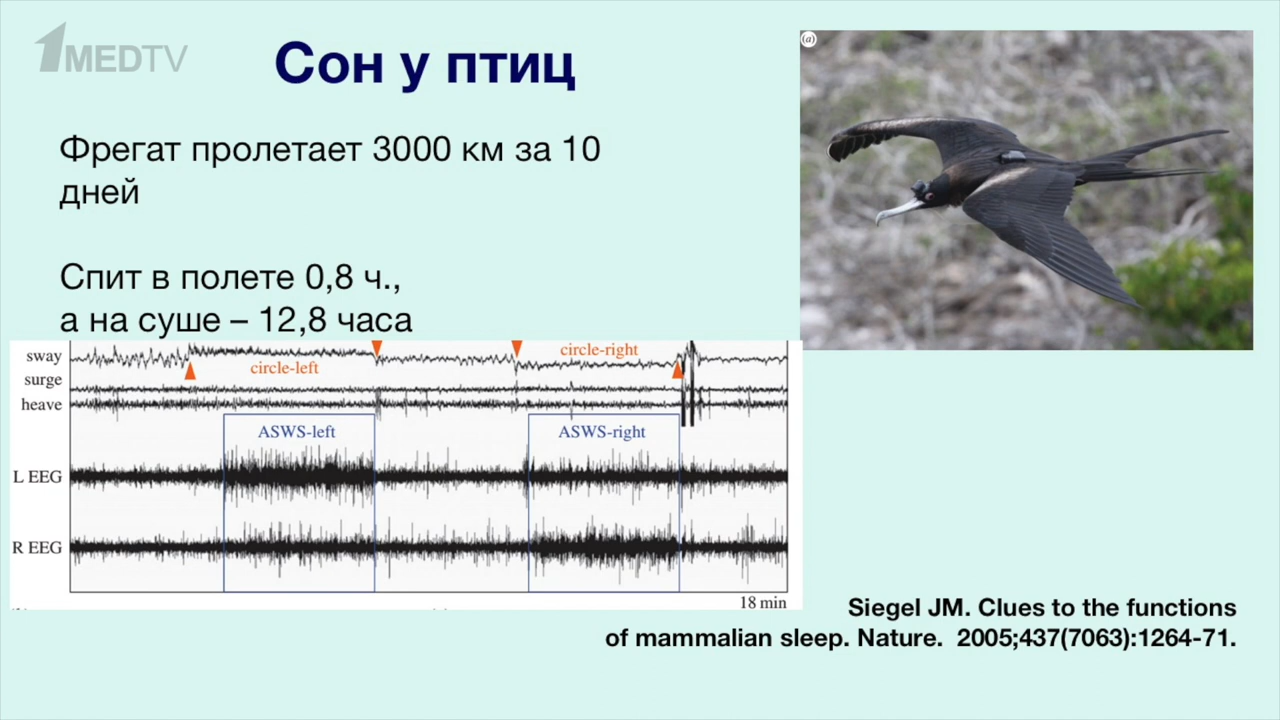 1MEDTV
Сон у птиц
(a)
Фрегат пролетает 3000 км за 10
дней
Спит в полете 0,8 ч.,
а на суше – 12,8 часа
sway
circle-left
circle-right
surge
heave
ASWS-left
ASWS-right
L EEG
R EEG
18 min
Siegel JM. Clues to the functions
of mammalian sleep. Nature. 2005;437(7063):1264-71.